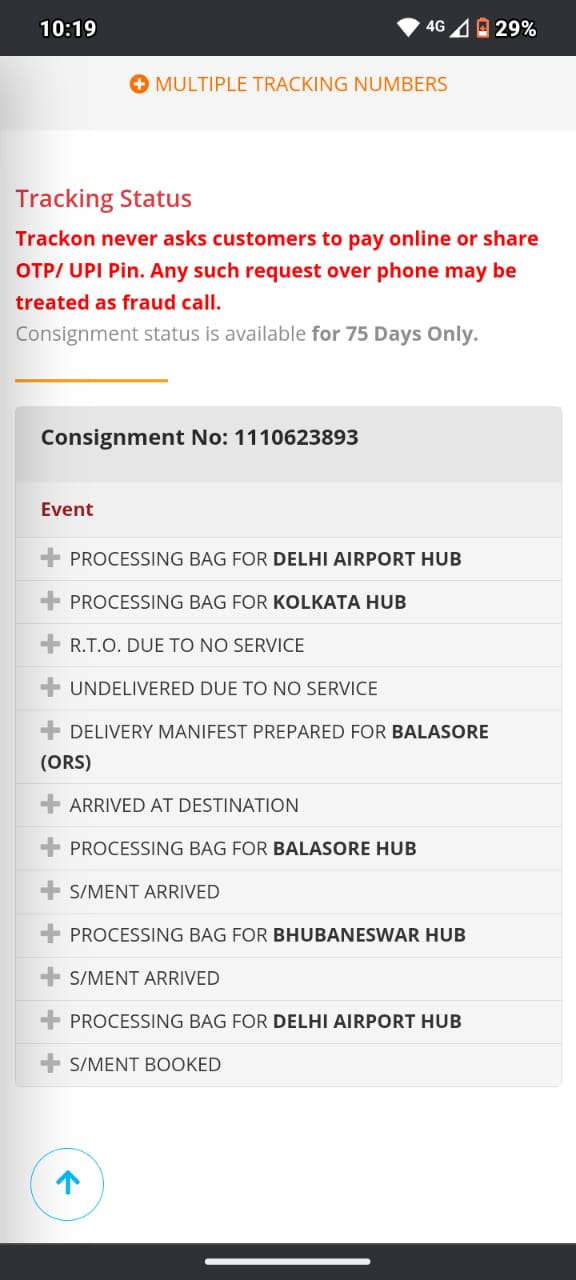 10:19
4G
29%
MULTIPLE TRACKING NUMBERS
Tracking Status
Trackon never asks customers to pay online or share
OTP/ UPI Pin. Any such request over phone may be
treated as fraud call.
Consignment status is available for 75 Days Only.
Consignment No: 1110623893
Event
PROCESSING BAG FOR DELHI AIRPORT HUB
PROCESSING BAG FOR KOLKATA HUB
R.T.O. DUE TO NO SERVICE
UNDELIVERED DUE TO NO SERVICE
DELIVERY MANIFEST PREPARED FOR BALASORE
(ORS)
ARRIVED AT DESTINATION
PROCESSING BAG FOR BALASORE HUB
S/MENT ARRIVED
PROCESSING BAG FOR BHUBANESWAR HUB
S/MENT ARRIVED
PROCESSING BAG FOR DELHI AIRPORT HUB
S/MENT BOOKED